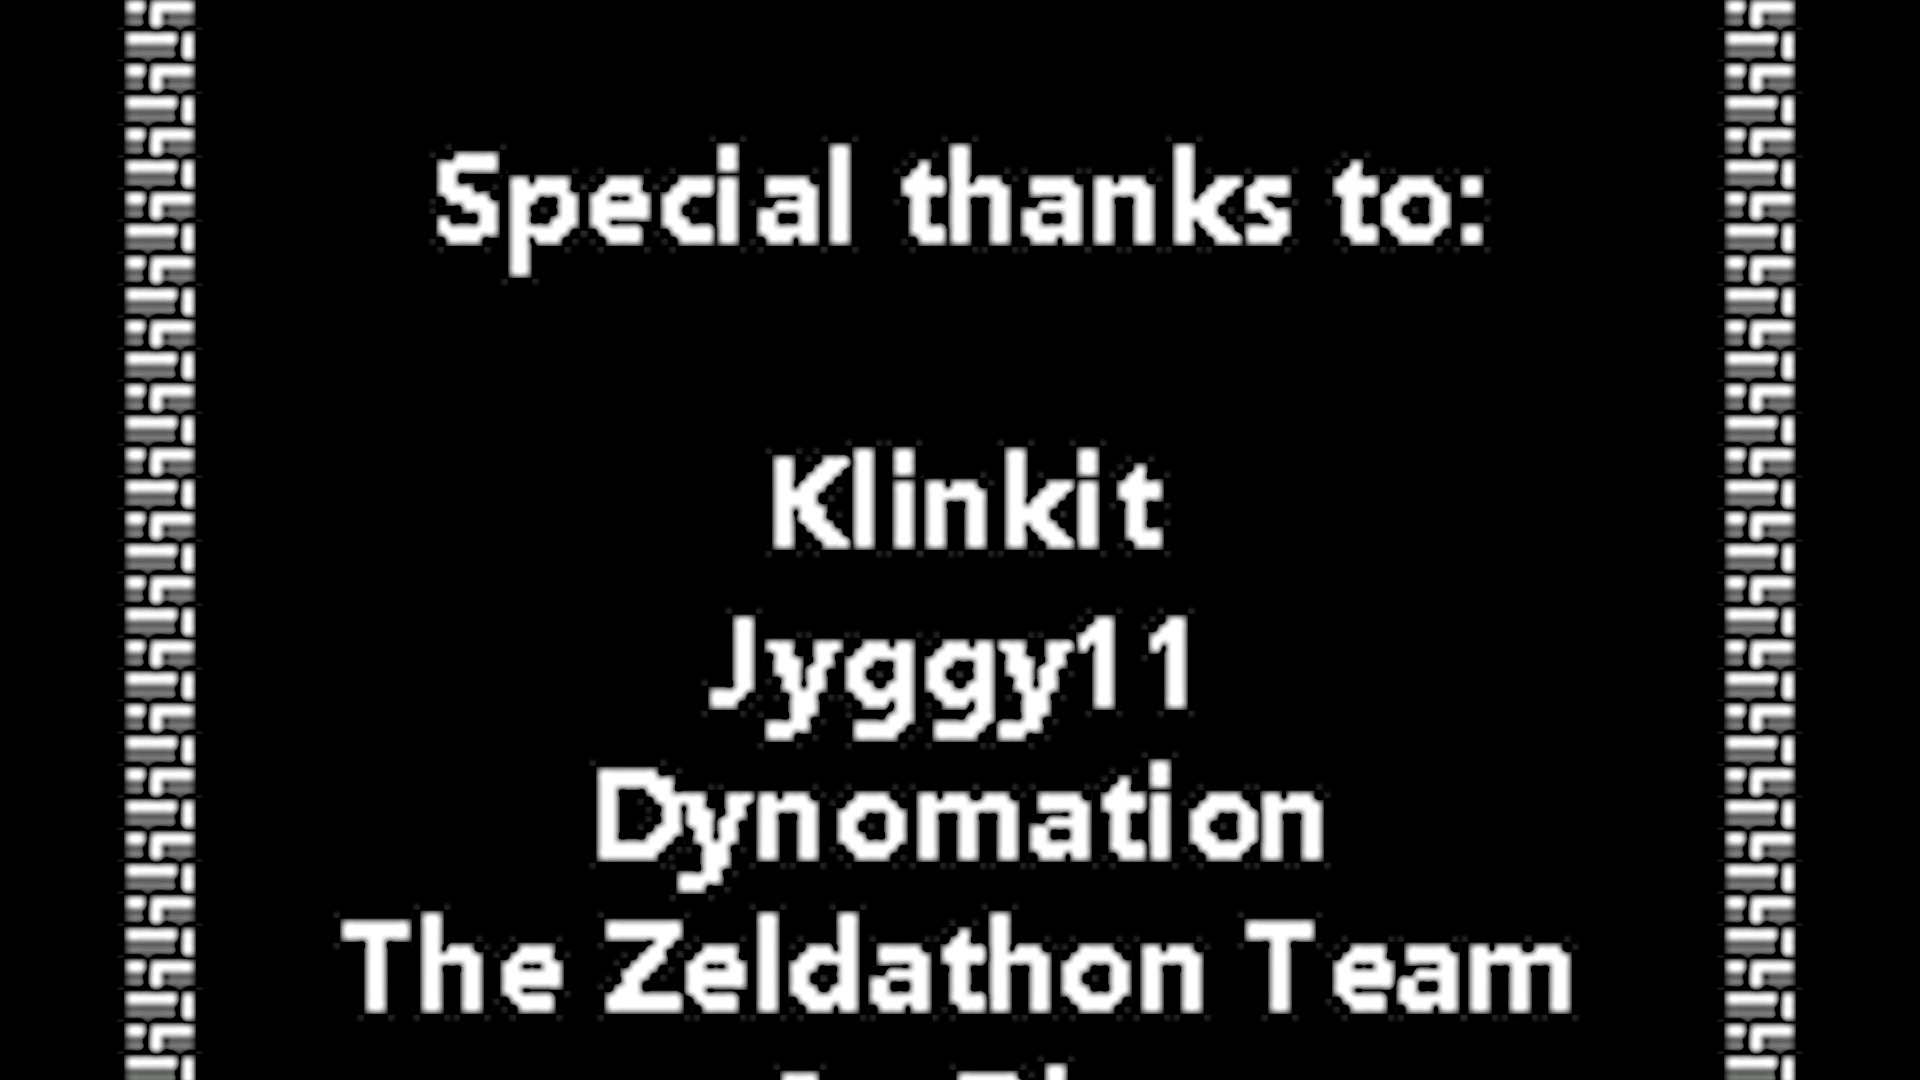 Special thanks to:
Klinkit
Jyggy11
Dynomation
The Zeldathon Team